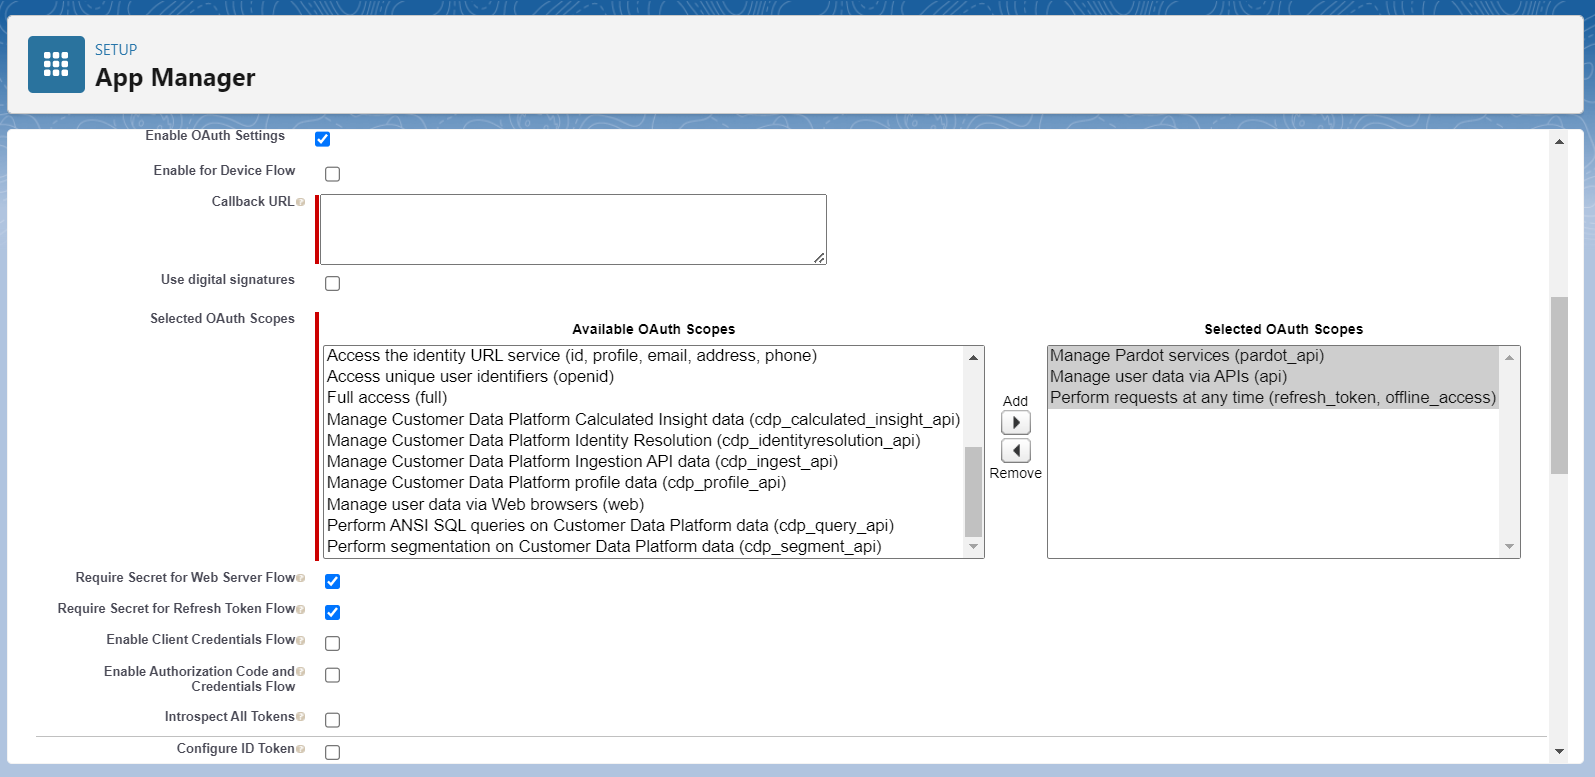 SETUP
App Manager
Enable OAuth Settings
Enable for Device Flow
Callback URL
Use digital signatures
Selected OAuth Scopes
Available OAuth Scopes
Access the identity URL service (id, profile, email, address, phone)
Access unique user identifiers (openid)
Full access (full)
Manage Customer Data Platform Calculated Insight data (cdp_calculated_insight_api)
Manage Customer Data Platform Identity Resolution (cdp_identityresolution_api)
Manage Customer Data Platform Ingestion API data (cdp_ingest_api)
Manage Customer Data Platform profile data (cdp_profile_api)
Manage user data via Web browsers (web)
Perform ANSI SQL queries on Customer Data Platform data (cdp_query_api)
Perform segmentation on Customer Data Platform data (cdp_segment_api)
Add
Remove
Selected OAuth Scopes
Manage Pardot services (pardot_api)
Manage user data via APIs (api)
Perform requests at any time (refresh_token, offline_access)
Require Secret for Web Server Flow
Require Secret for Refresh Token Flow
Enable Client Credentials Flow
Enable Authorization Code and
Credentials Flow
Introspect All Tokens
Configure ID Token